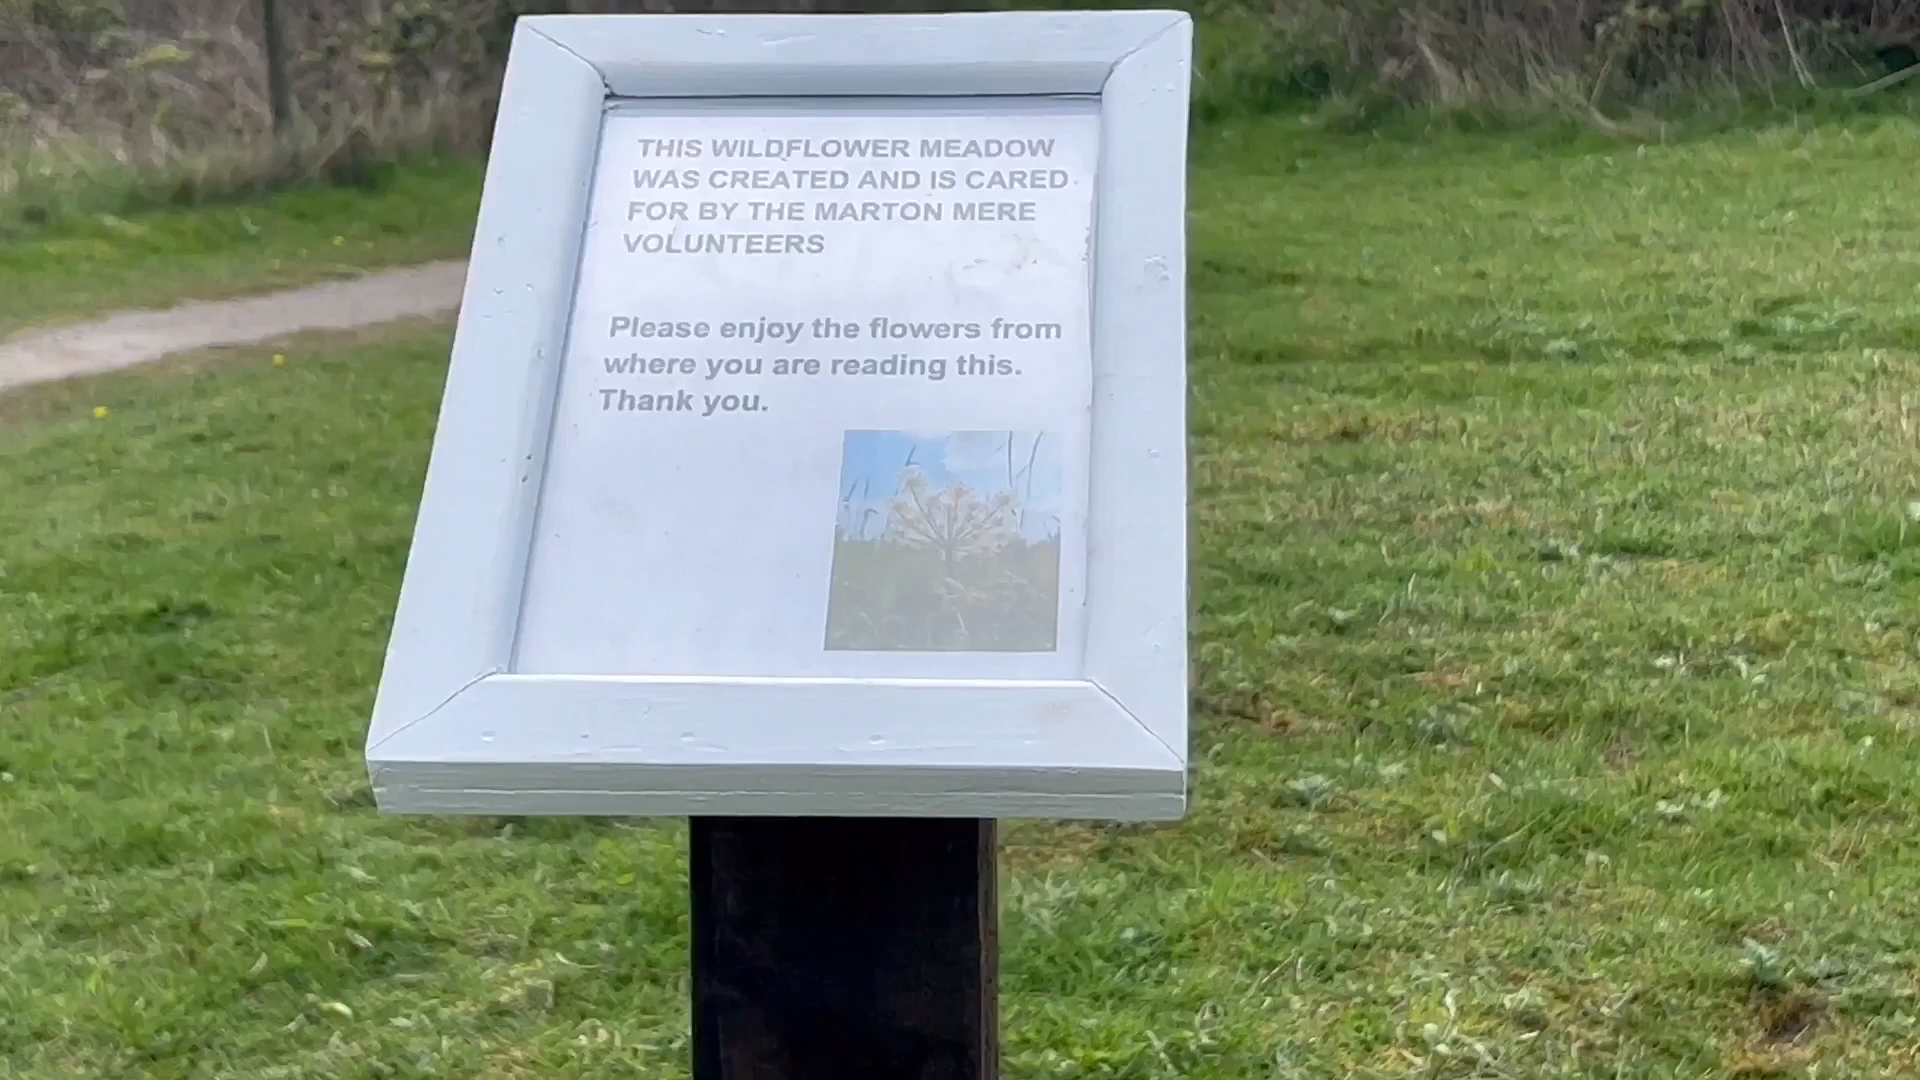 THIS WILDFLOWER MEADOW
WAS CREATED AND IS CARED
FOR BY THE MARTON MERE
VOLUNTEERS
Please enjoy the flowers from
where you are reading this.
Thank you.